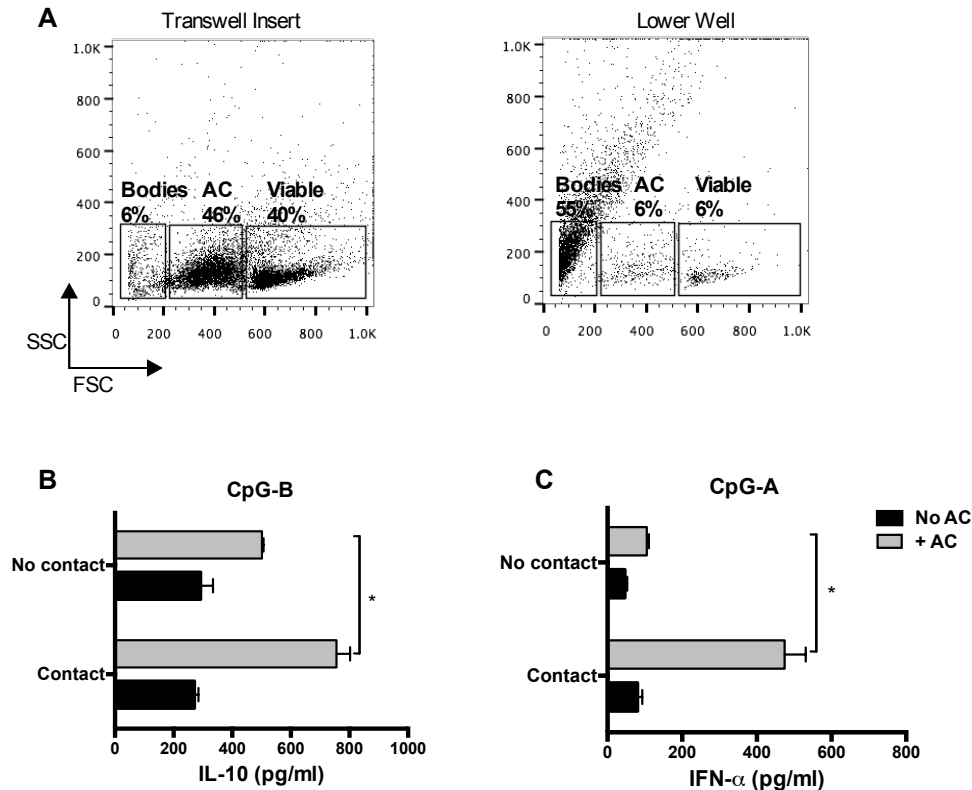 A
Transwell Insert
Lower Well
1.0K
800
600
400
200
0
Bodies AC Viable
6% 46% 40%
0 200 400 600 800 1.0K
1.0K
800
600
400
200
0
Bodies AC Viable
55% 6% 6%
0 200 400 600 800 1.0K
SSC
FSC
B
CpG-B
No contact
Contact
*
0 200 400 600 800 1000
IL-10 (pg/ml)
C
CpG-A
No AC
+ AC
No contact
Contact
*
0 200 400 600 800
IFN-α (pg/ml)